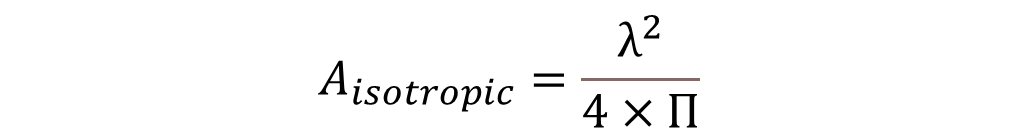 A_isotropic = λ² / (4 × Π)